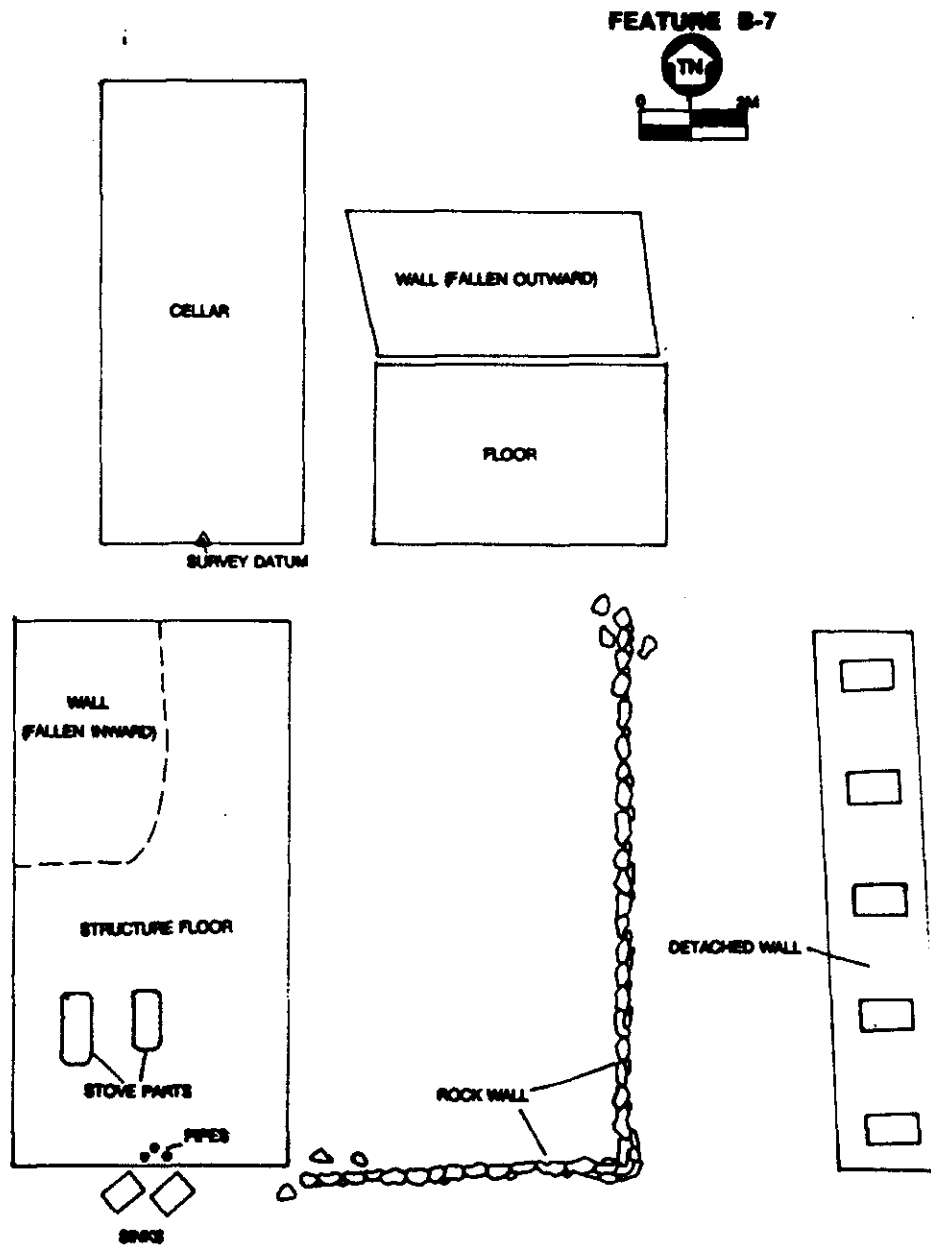 FEATURE B-7
TN
0 2M
WALL (FALLEN OUTWARD)
CELLAR
FLOOR
SURVEY DATUM
WALL
(FALLEN INWARD)
STRUCTURE FLOOR
DETACHED WALL
STOVE PARTS
ROCK WALL
PIPES
SINKS